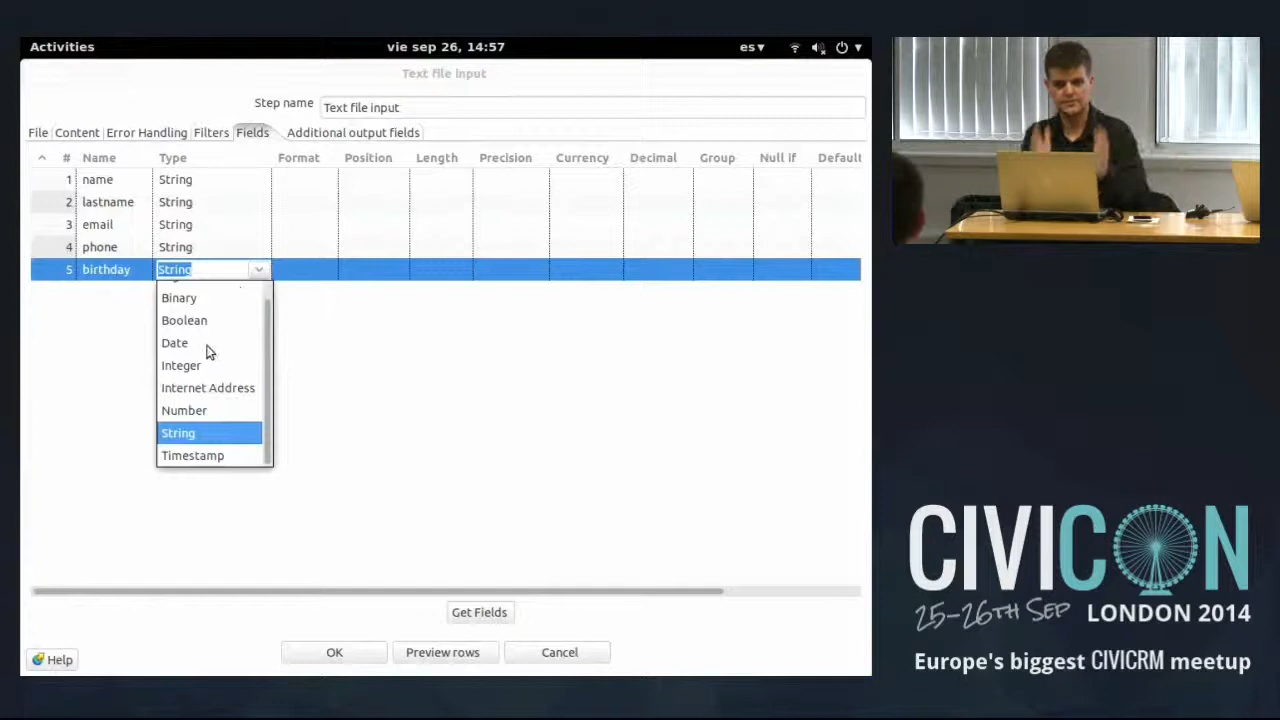 Activities vie sep 26, 14:57 es
Text file input
Step name Text file input
File Content Error Handling Filters Fields Additional output fields
# Name Type Format Position Length Precision Currency Decimal Group Null if Default
1 name String
2 lastname String
3 email String
4 phone String
5 birthday String
Binary
Boolean
Date
Integer
Internet Address
Number
String
Timestamp
Get Fields
OK Preview rows Cancel
Help
CIVICON
25-26TH SEP LONDON 2014
Europe's biggest CIVICRM meetup